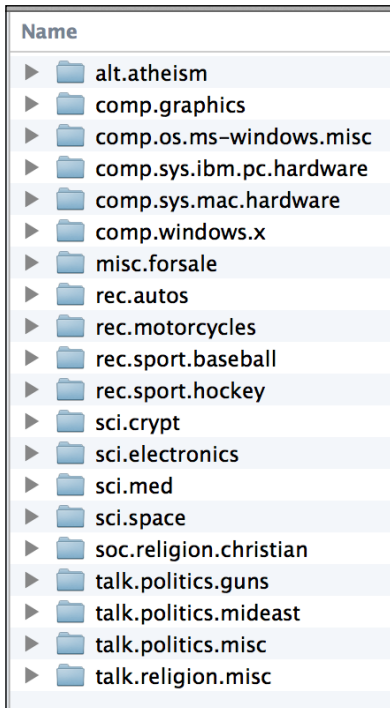 Name
alt.atheism
comp.graphics
comp.os.ms-windows.misc
comp.sys.ibm.pc.hardware
comp.sys.mac.hardware
comp.windows.x
misc.forsale
rec.autos
rec.motorcycles
rec.sport.baseball
rec.sport.hockey
sci.crypt
sci.electronics
sci.med
sci.space
soc.religion.christian
talk.politics.guns
talk.politics.mideast
talk.politics.misc
talk.religion.misc